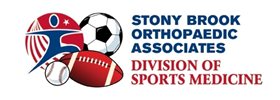 STONY BROOK
ORTHOPAEDIC
ASSOCIATES
DIVISION OF
SPORTS MEDICINE